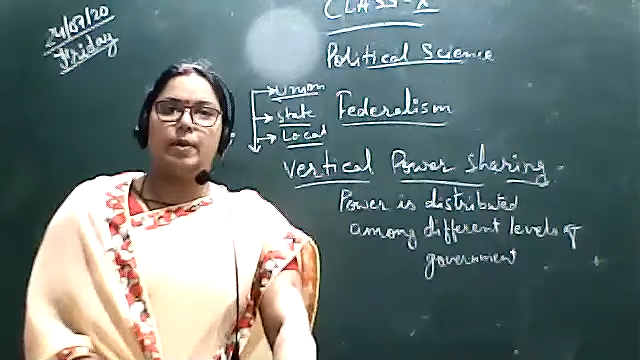 24/07/20
Friday
CLASS-X
Political Science
Union
State
Local
Federalism
Vertical Power sharing.
Power is distributed
among different levels of
government